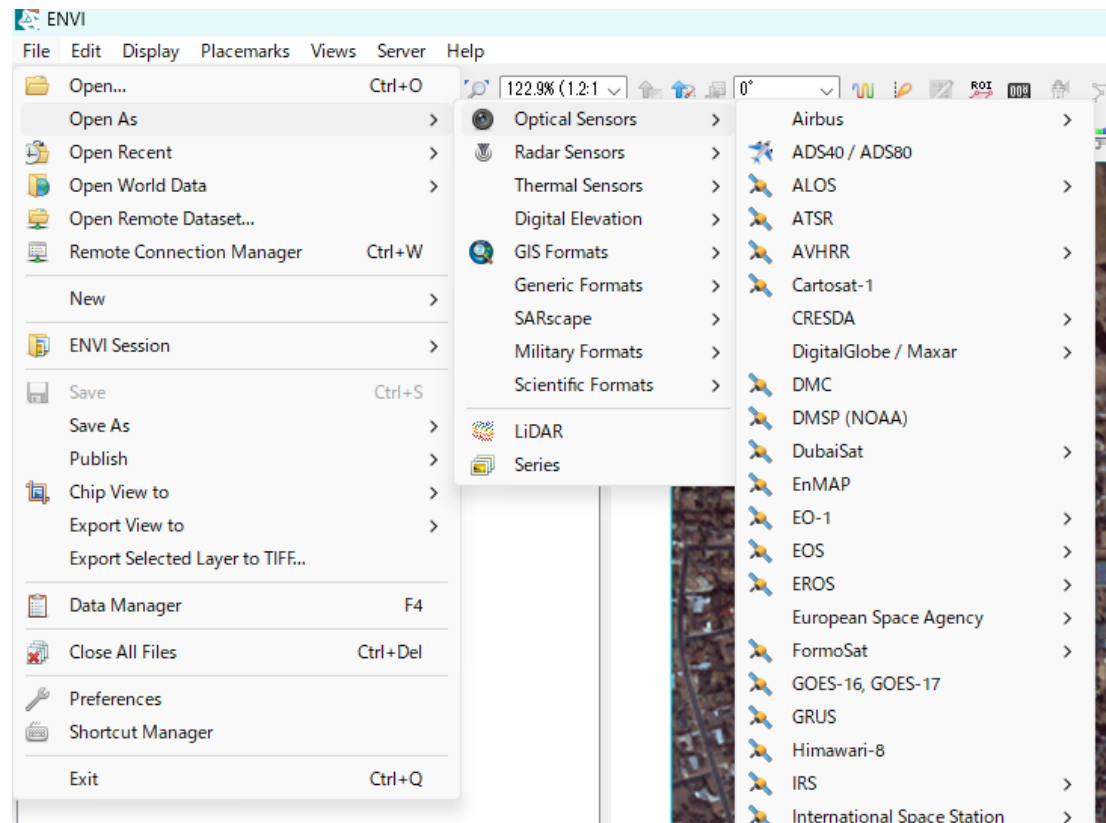 ENVI
File Edit Display Placemarks Views Server Help
122.9% (1.2:1
0°
ROI
Open... Ctrl+O
Open As
Open Recent
Open World Data
Open Remote Dataset...
Remote Connection Manager Ctrl+W
New
ENVI Session
Save Ctrl+S
Save As
Publish
Chip View to
Export View to
Export Selected Layer to TIFF...
Data Manager F4
Close All Files Ctrl+Del
Preferences
Shortcut Manager
Exit Ctrl+Q
Optical Sensors
Radar Sensors
Thermal Sensors
Digital Elevation
GIS Formats
Generic Formats
SARscape
Military Formats
Scientific Formats
LiDAR
Series
Airbus
ADS40 / ADS80
ALOS
ATSR
AVHRR
Cartosat-1
CRESDA
DigitalGlobe / Maxar
DMC
DMSP (NOAA)
DubaiSat
EnMAP
EO-1
EOS
EROS
European Space Agency
FormoSat
GOES-16, GOES-17
GRUS
Himawari-8
IRS
International Space Station